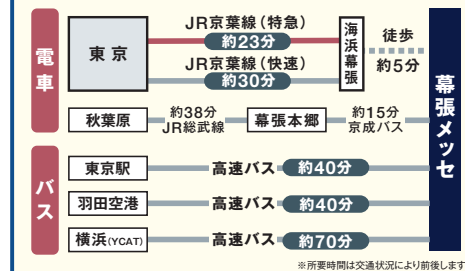 電車
東京
JR京葉線（特急）
約23分
JR京葉線（快速）
約30分
海浜幕張
徒歩
約5分
秋葉原
約38分
JR総武線
幕張本郷
約15分
京成バス
バス
東京駅
高速バス
約40分
羽田空港
高速バス
約40分
横浜(YCAT)
高速バス
約70分
幕張メッセ
※所要時間は交通状況により前後します